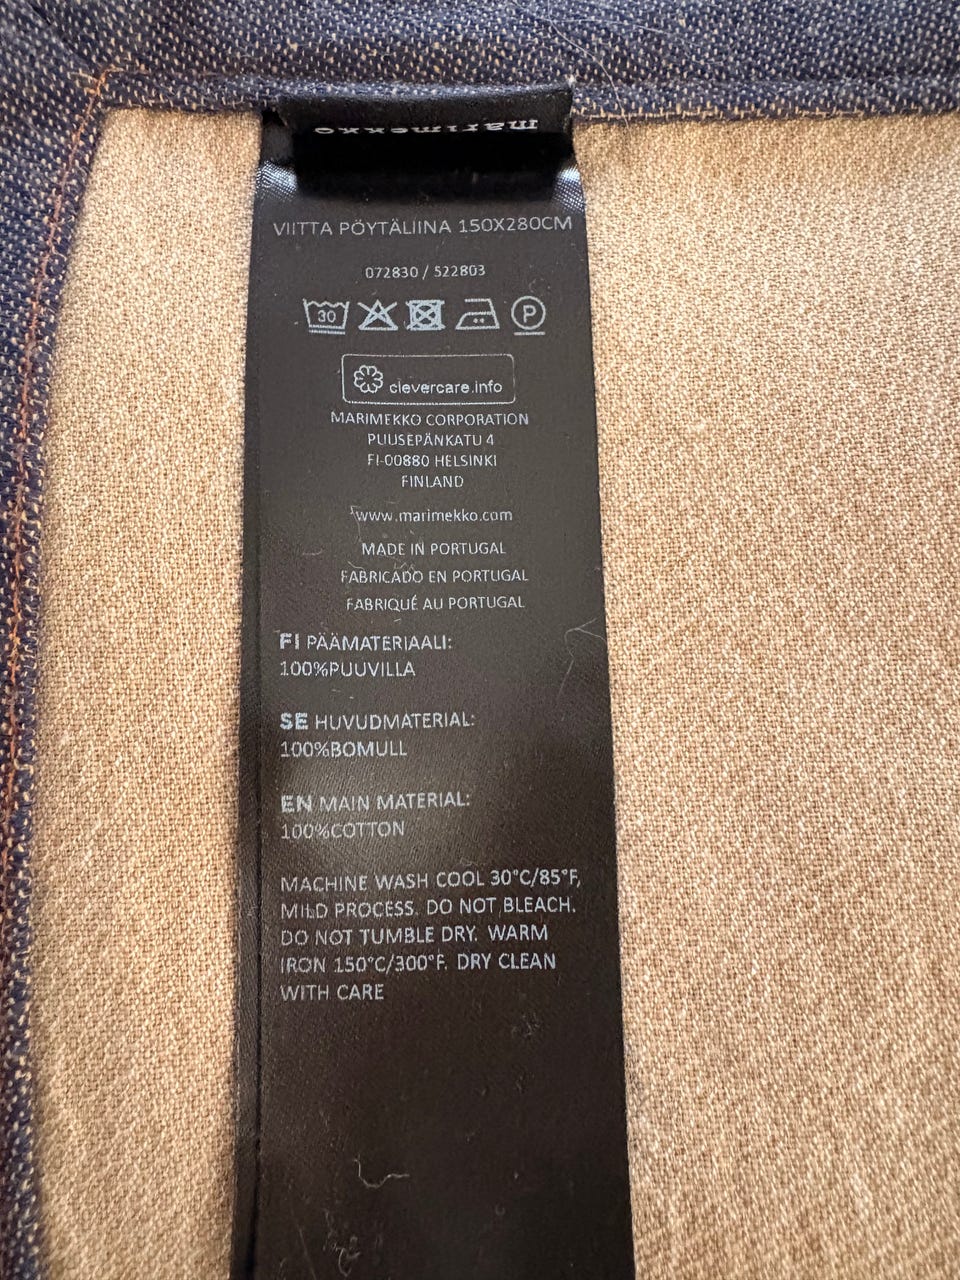 marimekko
VIITTA PÖYTÄLIINA 150X280CM
072830 / 522803
30 P
clevercare.info
MARIMEKKO CORPORATION
PUUSEPÄNKATU 4
FI-00880 HELSINKI
FINLAND
www.marimekko.com
MADE IN PORTUGAL
FABRICADO EN PORTUGAL
FABRIQUÉ AU PORTUGAL
FI PÄÄMATERIAALI:
100%PUUVILLA
SE HUVUDMATERIAL:
100%BOMULL
EN MAIN MATERIAL:
100%COTTON
MACHINE WASH COOL 30°C/85°F,
MILD PROCESS. DO NOT BLEACH.
DO NOT TUMBLE DRY. WARM
IRON 150°C/300°F. DRY CLEAN
WITH CARE